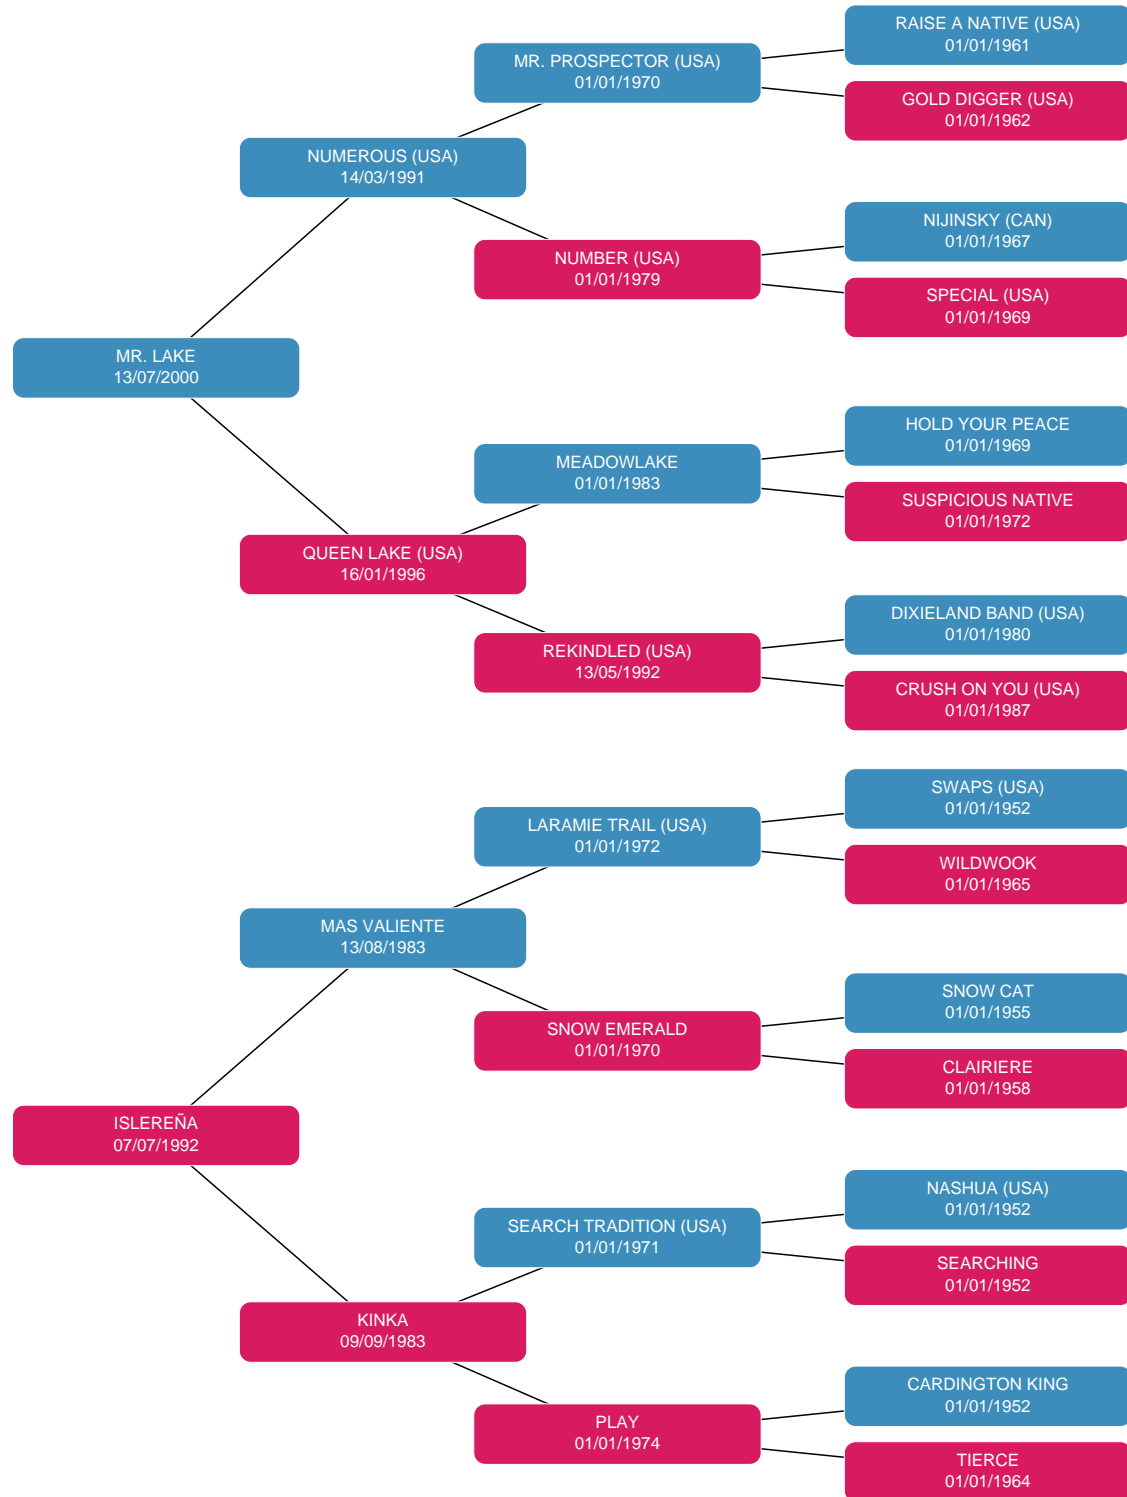 RAISE A NATIVE (USA)
01/01/1961
MR. PROSPECTOR (USA)
01/01/1970
GOLD DIGGER (USA)
01/01/1962
NUMEROUS (USA)
14/03/1991
NIJINSKY (CAN)
01/01/1967
NUMBER (USA)
01/01/1979
SPECIAL (USA)
01/01/1969
MR. LAKE
13/07/2000
HOLD YOUR PEACE
01/01/1969
MEADOWLAKE
01/01/1983
SUSPICIOUS NATIVE
01/01/1972
QUEEN LAKE (USA)
16/01/1996
DIXIELAND BAND (USA)
01/01/1980
REKINDLED (USA)
13/05/1992
CRUSH ON YOU (USA)
01/01/1987
SWAPS (USA)
01/01/1952
LARAMIE TRAIL (USA)
01/01/1972
WILDWOOK
01/01/1965
MAS VALIENTE
13/08/1983
SNOW CAT
01/01/1955
SNOW EMERALD
01/01/1970
CLAIRIERE
01/01/1958
ISLEREÑA
07/07/1992
NASHUA (USA)
01/01/1952
SEARCH TRADITION (USA)
01/01/1971
SEARCHING
01/01/1952
KINKA
09/09/1983
CARDINGTON KING
01/01/1952
PLAY
01/01/1974
TIERCE
01/01/1964